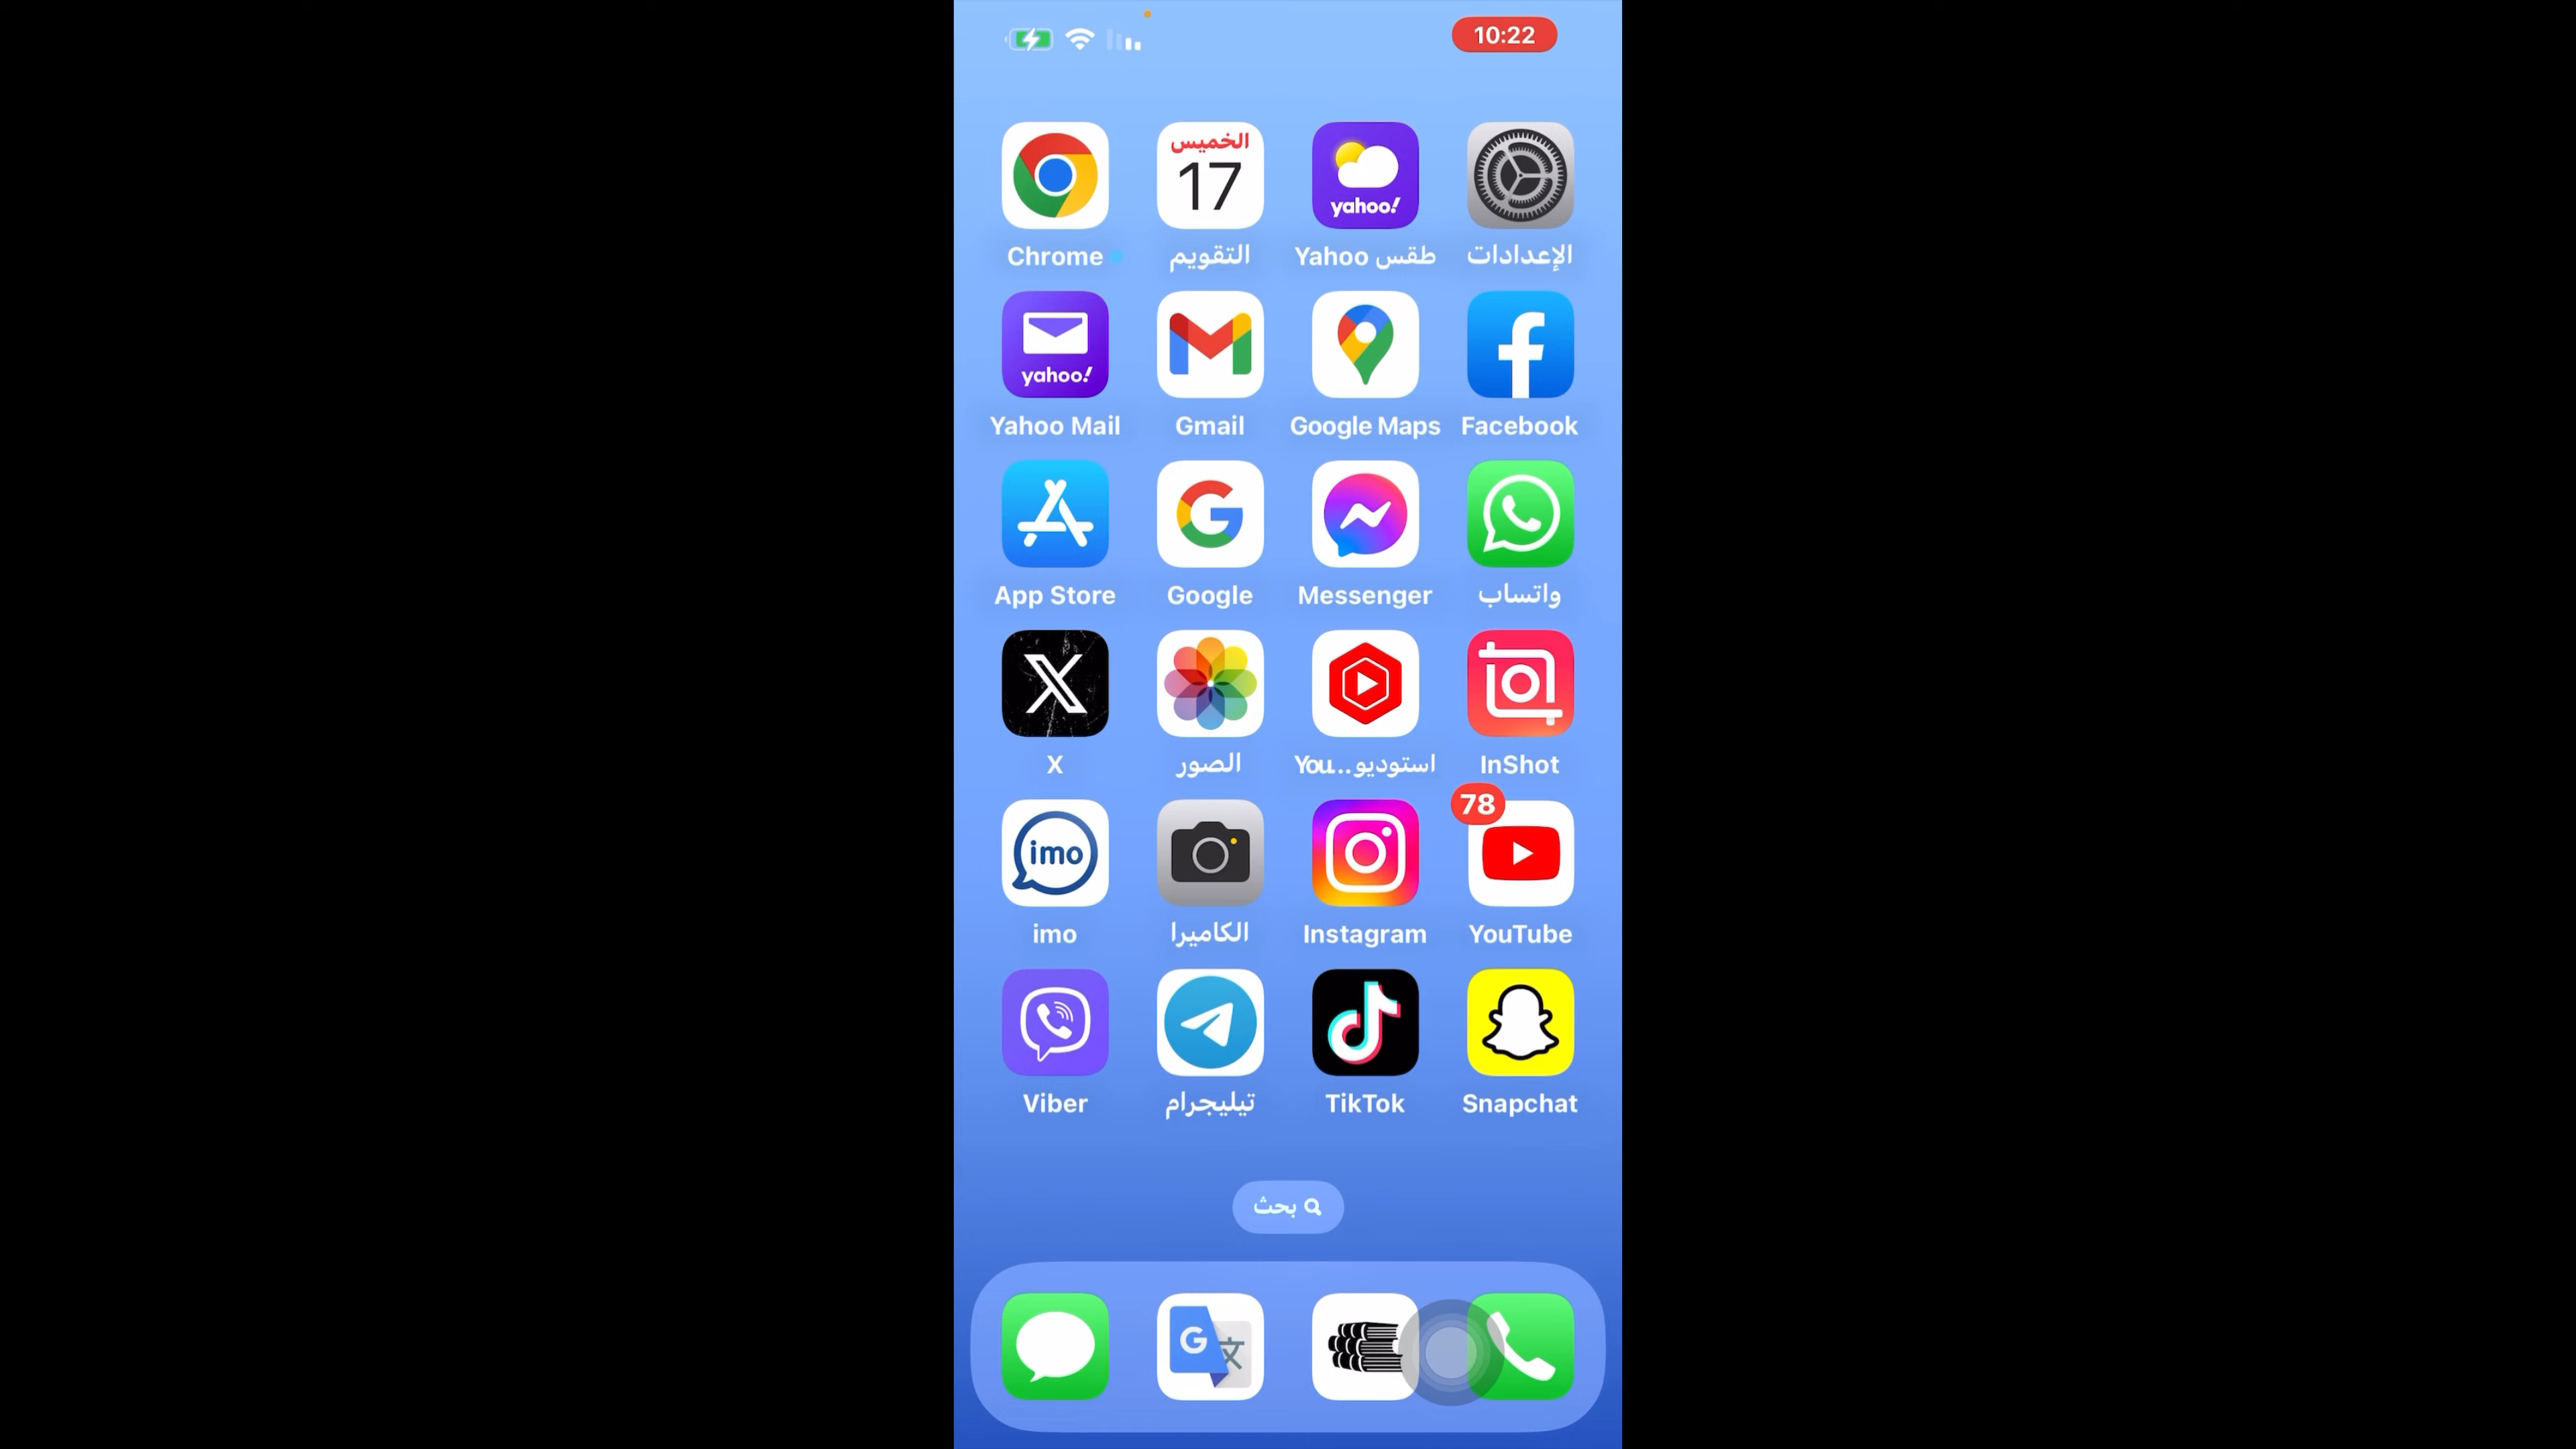 10:22
الخميس
17
yahoo!
الإعدادات
طقس Yahoo
التقويم
Chrome
yahoo!
Facebook
Google Maps
Gmail
Yahoo Mail
واتساب
Messenger
Google
App Store
InShot
استوديو You...
الصور
X
78
imo
YouTube
Instagram
الكاميرا
imo
Snapchat
TikTok
تيليجرام
Viber
بحث
G 文